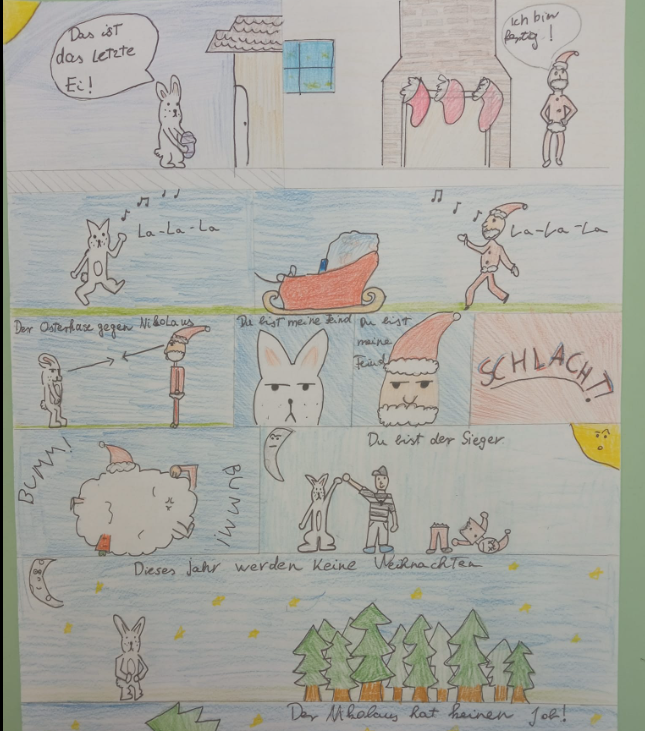 Das ist
das Letzte
Ei!
Ich bin
fertig!
La-La-La
La-La-La
Der Osterhase gegen Nikolaus
Du bist meine Feind
Du bist
meine
Feind
SCHLACHT!
BUMM!
BUMM!
Du bist der Sieger
Dieses Jahr werden keine Weihnachten
Der Nikolaus hat keinen Job!